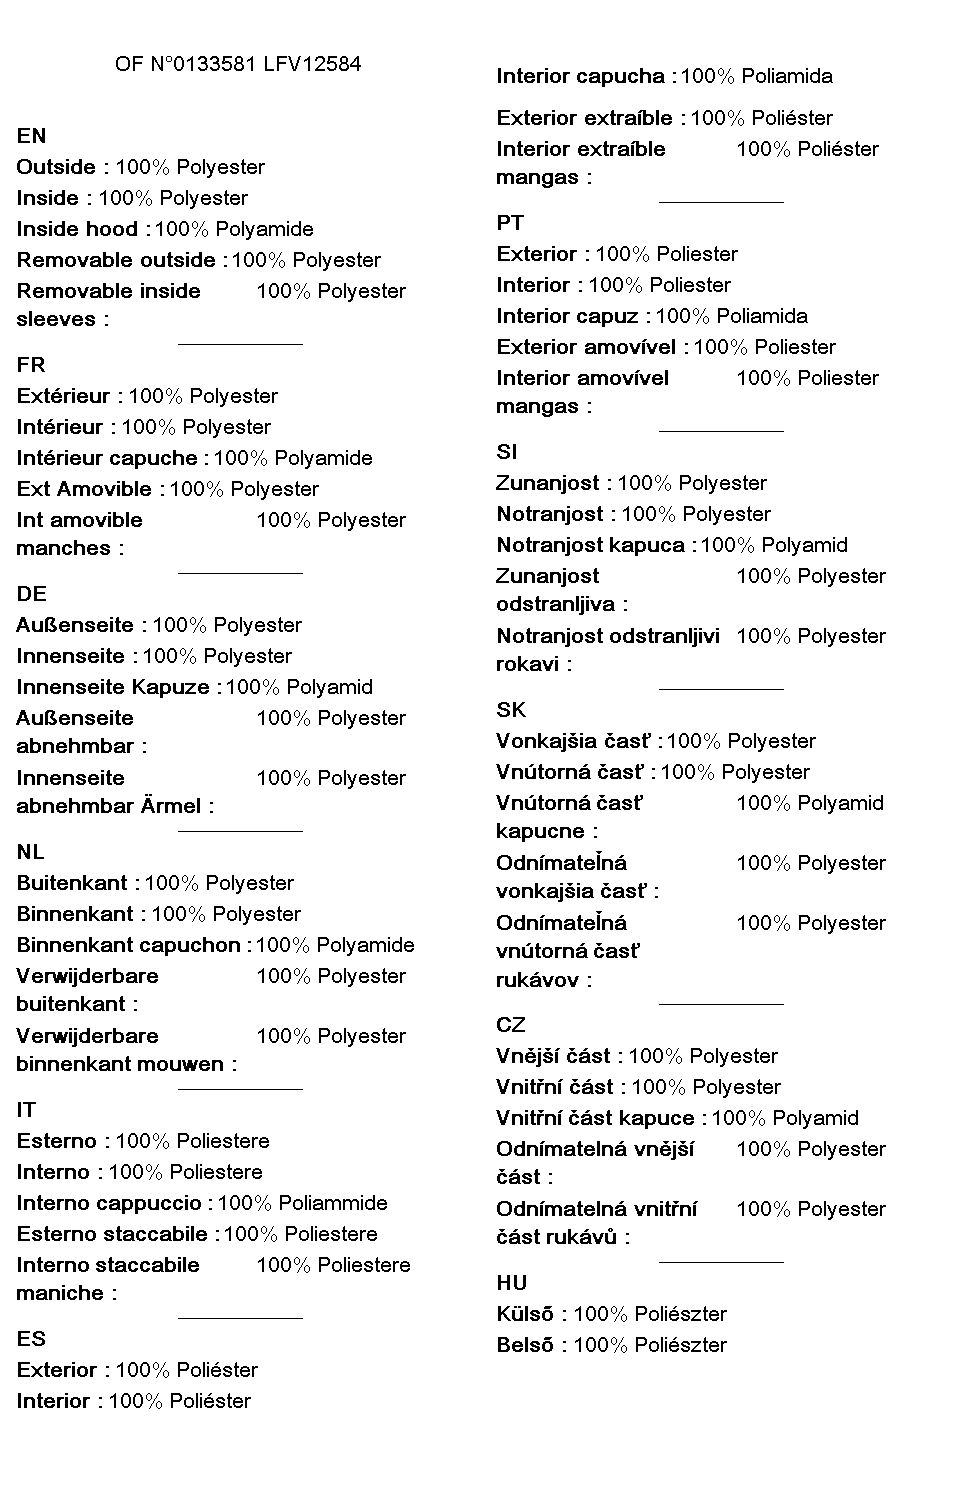 OF N°0133581 LFV12584
EN
Outside : 100% Polyester
Inside : 100% Polyester
Inside hood : 100% Polyamide
Removable outside : 100% Polyester
Removable inside 100% Polyester
sleeves :
FR
Extérieur : 100% Polyester
Intérieur : 100% Polyester
Intérieur capuche : 100% Polyamide
Ext Amovible : 100% Polyester
Int amovible 100% Polyester
manches :
DE
Außenseite : 100% Polyester
Innenseite : 100% Polyester
Innenseite Kapuze : 100% Polyamid
Außenseite 100% Polyester
abnehmbar :
Innenseite 100% Polyester
abnehmbar Ärmel :
NL
Buitenkant : 100% Polyester
Binnenkant : 100% Polyester
Binnenkant capuchon : 100% Polyamide
Verwijderbare 100% Polyester
buitenkant :
Verwijderbare 100% Polyester
binnenkant mouwen :
IT
Esterno : 100% Poliestere
Interno : 100% Poliestere
Interno cappuccio : 100% Poliammide
Esterno staccabile : 100% Poliestere
Interno staccabile 100% Poliestere
maniche :
ES
Exterior : 100% Poliéster
Interior : 100% Poliéster
Interior capucha : 100% Poliamida
Exterior extraíble : 100% Poliéster
Interior extraíble 100% Poliéster
mangas :
PT
Exterior : 100% Poliester
Interior : 100% Poliester
Interior capuz : 100% Poliamida
Exterior amovível : 100% Poliester
Interior amovível 100% Poliester
mangas :
SI
Zunanjost : 100% Polyester
Notranjost : 100% Polyester
Notranjost kapuca : 100% Polyamid
Zunanjost 100% Polyester
odstranljiva :
Notranjost odstranljivi 100% Polyester
rokavi :
SK
Vonkajšia časť : 100% Polyester
Vnútorná časť : 100% Polyester
Vnútorná časť 100% Polyamid
kapucne :
Odnímateľná 100% Polyester
vonkajšia časť :
Odnímateľná 100% Polyester
vnútorná časť
rukávov :
CZ
Vnější část : 100% Polyester
Vnitřní část : 100% Polyester
Vnitřní část kapuce : 100% Polyamid
Odnímatelná vnější 100% Polyester
část :
Odnímatelná vnitřní 100% Polyester
část rukávů :
HU
Külsõ : 100% Poliészter
Belsõ : 100% Poliészter